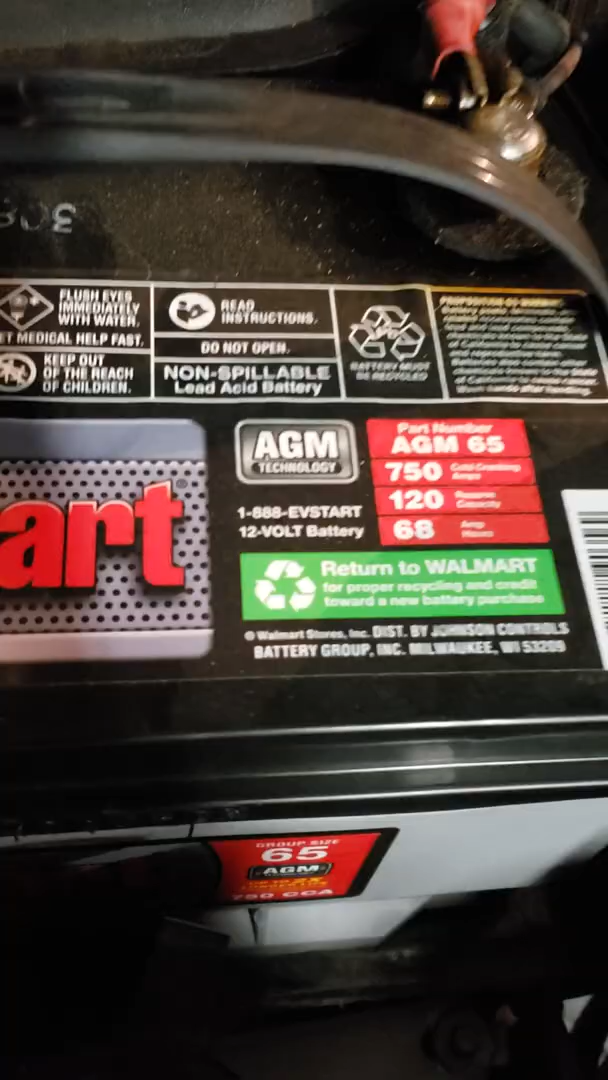 FLUSH EYES
IMMEDIATELY
WITH WATER.
ET MEDICAL HELP FAST.
KEEP OUT
OF THE REACH
OF CHILDREN.
READ
INSTRUCTIONS.
DO NOT OPEN.
NON-SPILLABLE
Lead Acid Battery
BATTERY MUST
BE RECYCLED
art
AGM
TECHNOLOGY
1-888-EVSTART
12-VOLT Battery
Part Number
AGM 65
750 Cold Cranking Amps
120 Reserve Capacity
68 Amp Hours
Return to WALMART
for proper recycling and credit
toward a new battery purchase
© Walmart Stores, Inc. DIST. BY JOHNSON CONTROLS
BATTERY GROUP, INC. MILWAUKEE, WI 53209
GROUP SIZE
65
AGM
750 CCA